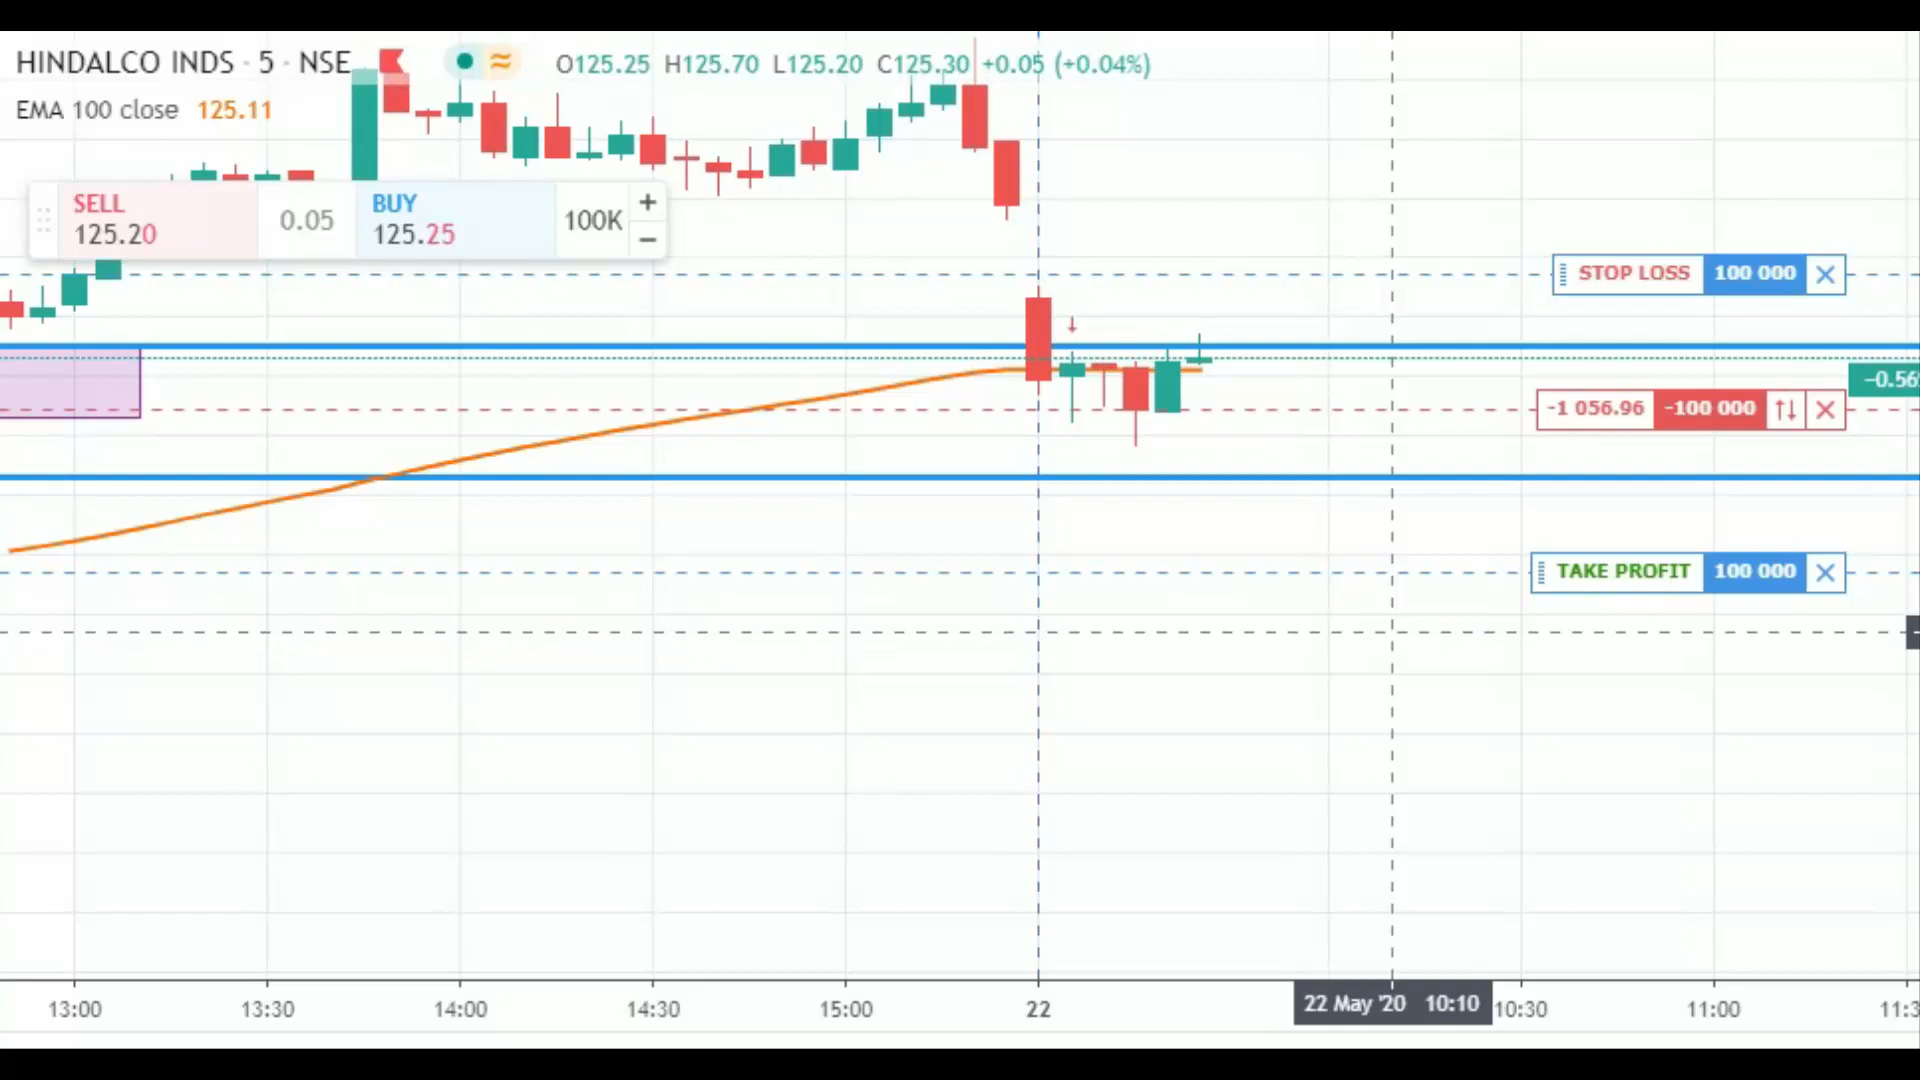 HINDALCO INDS · 5 · NSE O125.25 H125.70 L125.20 C125.30 +0.05 (+0.04%)
EMA 100 close 125.11
SELL 0.05 BUY 100K + −
125.20 125.25
STOP LOSS 100 000
−0.56
-1 056.96 -100 000
TAKE PROFIT 100 000
13:00 13:30 14:00 14:30 15:00 22 22 May '20 10:10 10:30 11:00 11:3